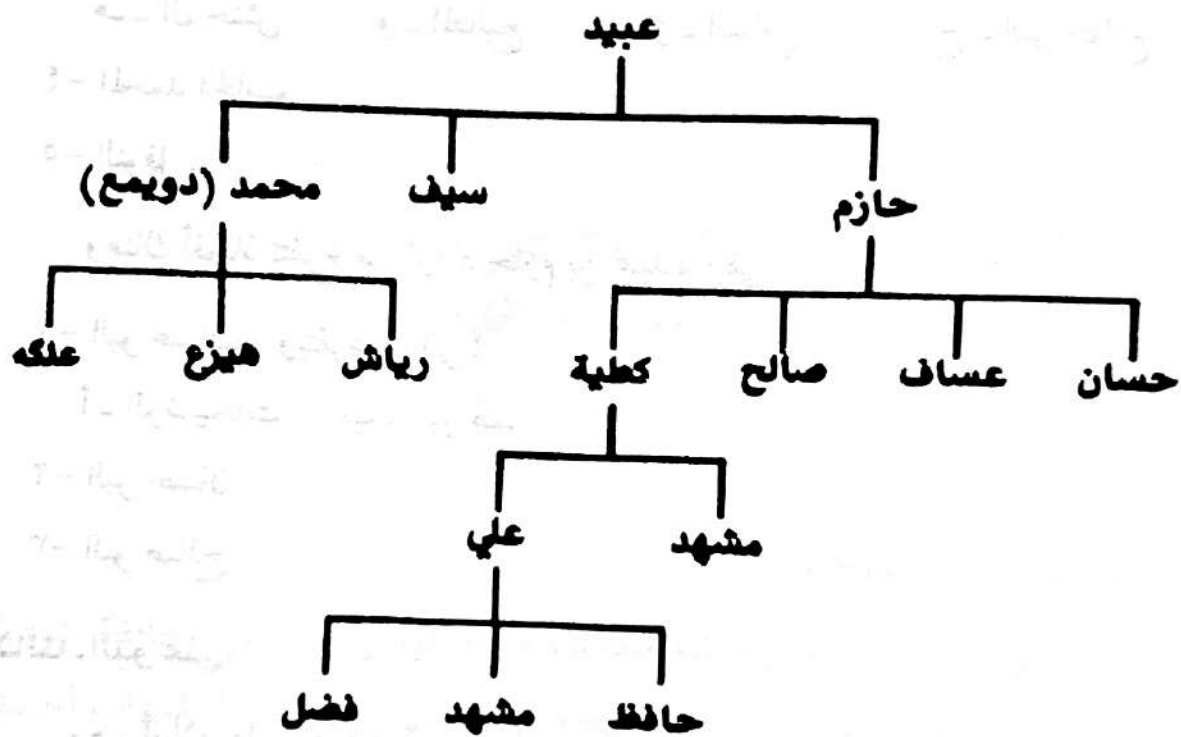 عبيد
حازم سيف محمد (دويمع)
حسان عساف صالح كطية رياش هيزع علكه
مشهد علي
حافظ مشهد فضل